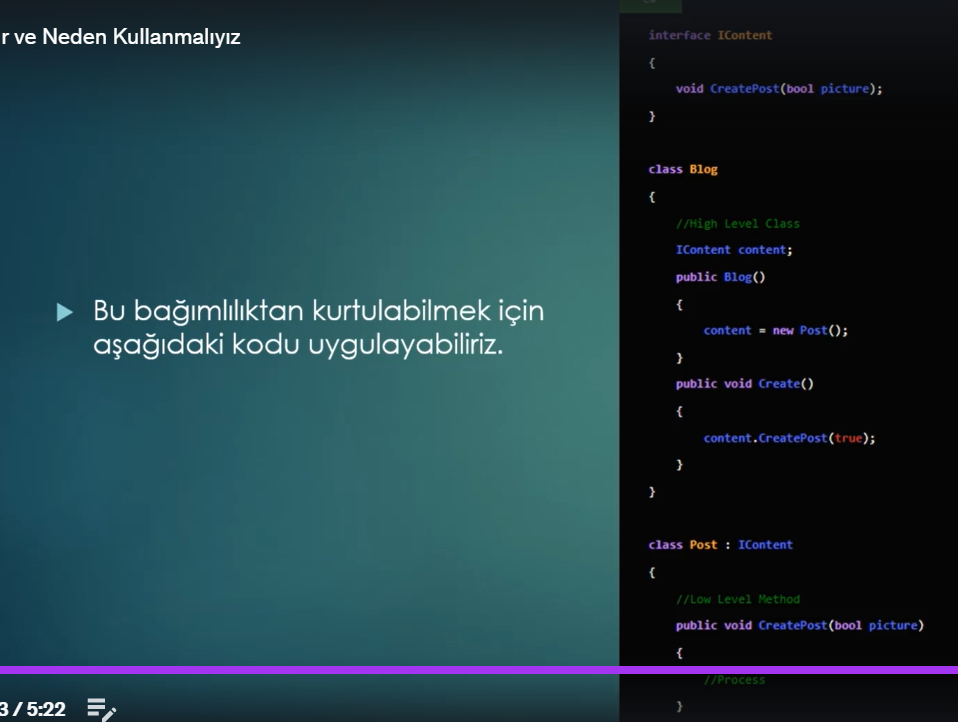 r ve Neden Kullanmalıyız
Bu bağımlılıktan kurtulabilmek için
aşağıdaki kodu uygulayabiliriz.
3 / 5:22
interface IContent
{
void CreatePost(bool picture);
}
class Blog
{
//High Level Class
IContent content;
public Blog()
{
content = new Post();
}
public void Create()
{
content.CreatePost(true);
}
}
class Post : IContent
{
//Low Level Method
public void CreatePost(bool picture)
{
//Process
}